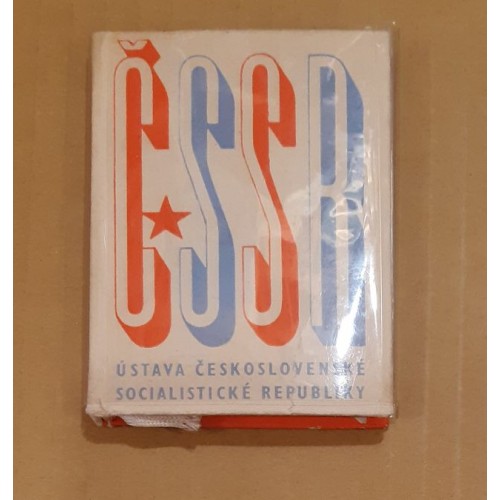 ČSSR
ÚSTAVA ČESKOSLOVENSKÉ
SOCIALISTICKÉ REPUBLIKY